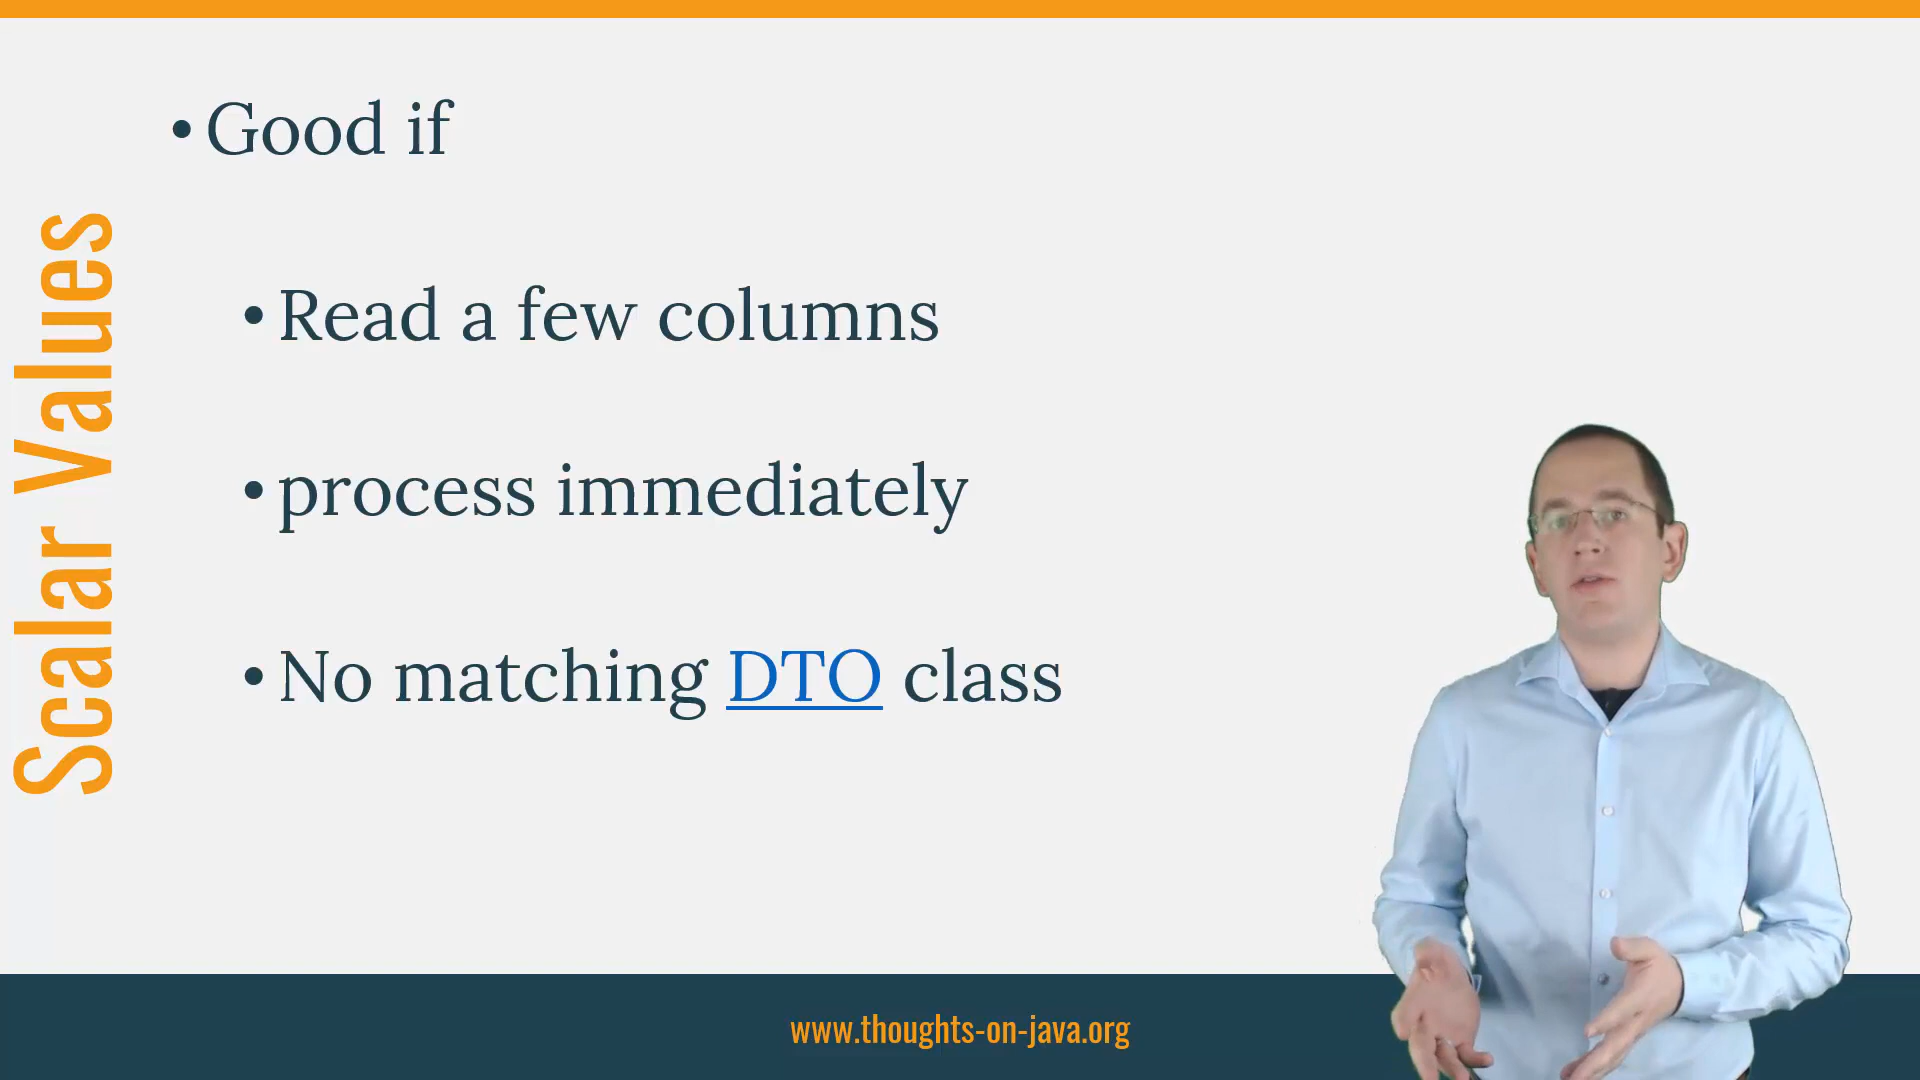 Scalar Values
• Good if
• Read a few columns
• process immediately
• No matching DTO class
www.thoughts-on-java.org